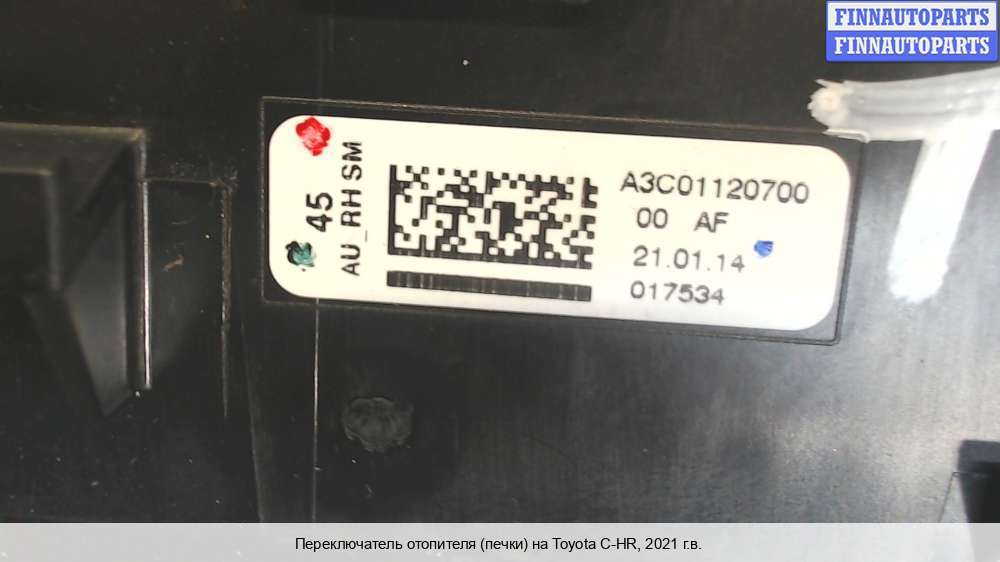 FINNAUTOPARTS
FINNAUTOPARTS
45
AU_RH SM
A3C01120700
00 AF
21.01.14
017534
Переключатель отопителя (печки) на Toyota C-HR, 2021 г.в.